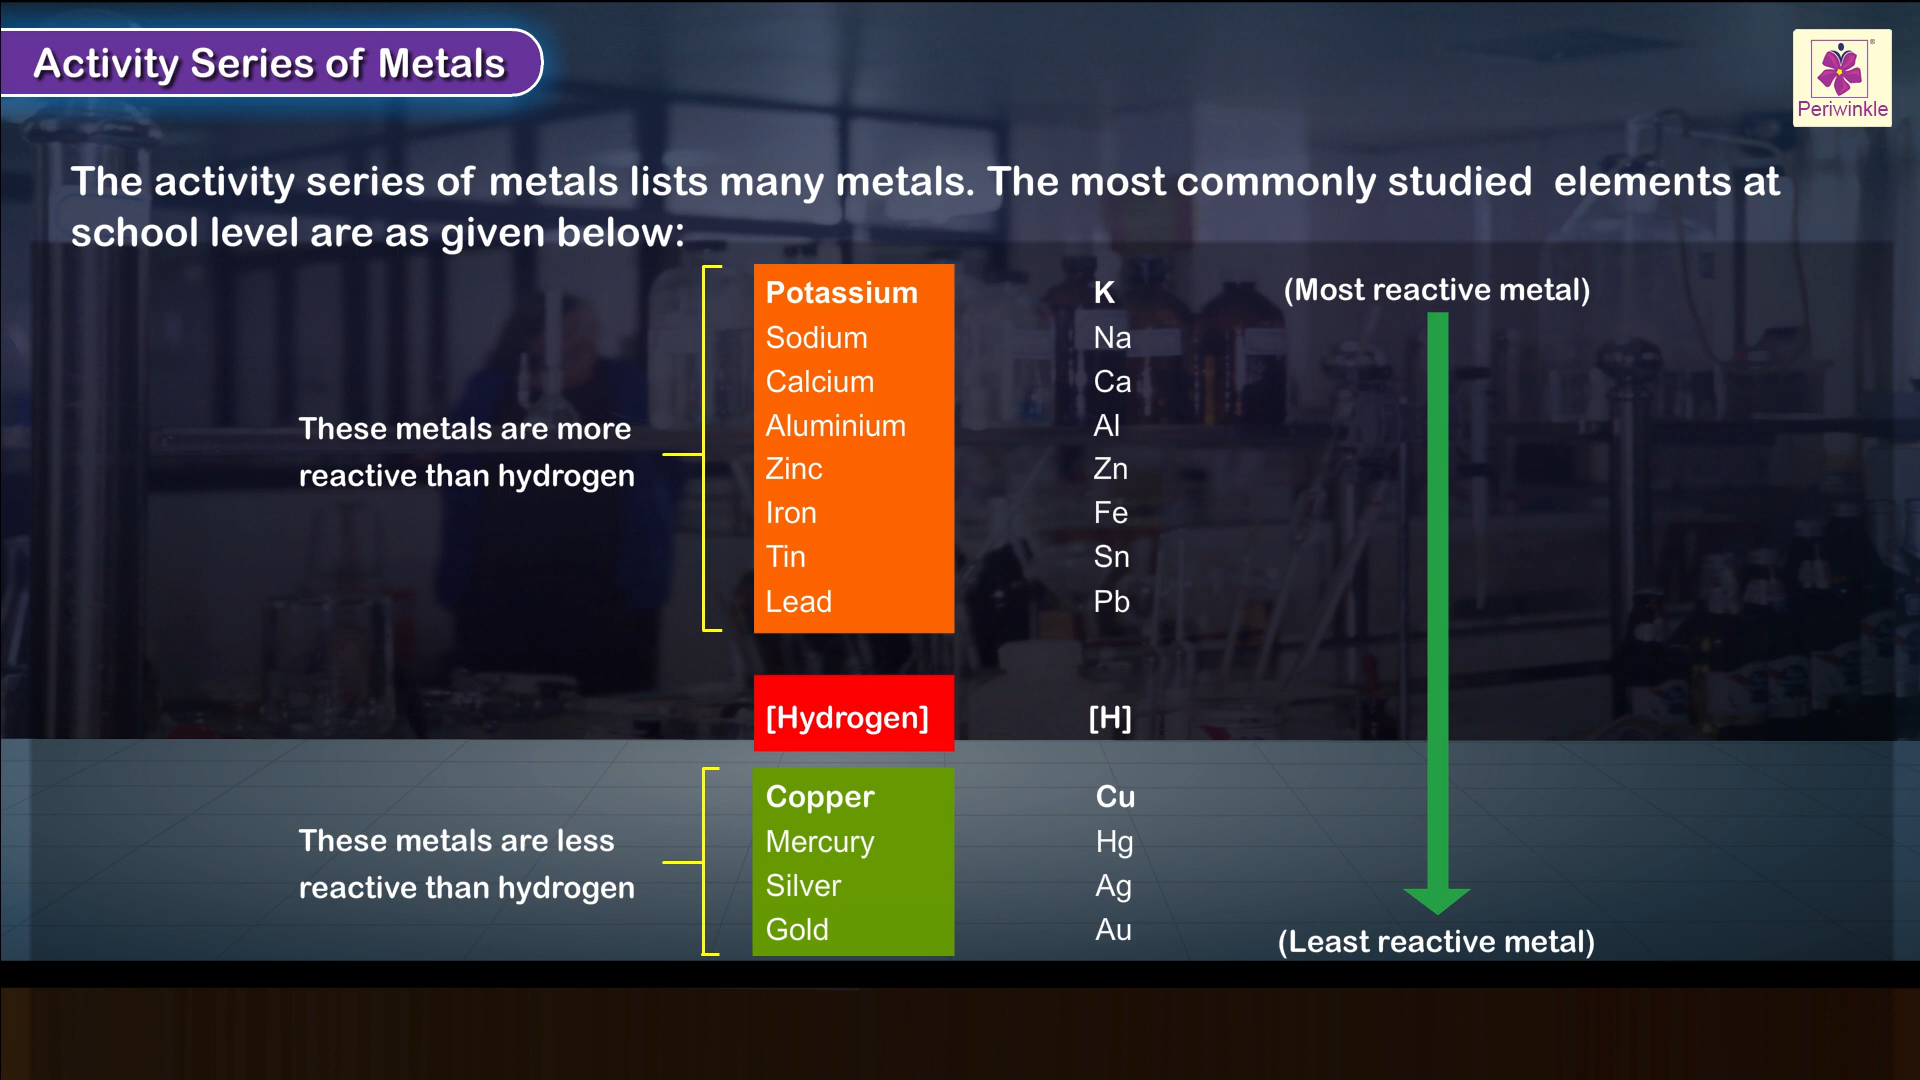 Activity Series of Metals
Periwinkle
The activity series of metals lists many metals. The most commonly studied elements at
school level are as given below:
Potassium K (Most reactive metal)
Sodium Na
Calcium Ca
Aluminium Al
These metals are more
reactive than hydrogen
Zinc Zn
Iron Fe
Tin Sn
Lead Pb
[Hydrogen] [H]
Copper Cu
Mercury Hg
These metals are less
reactive than hydrogen
Silver Ag
Gold Au
(Least reactive metal)